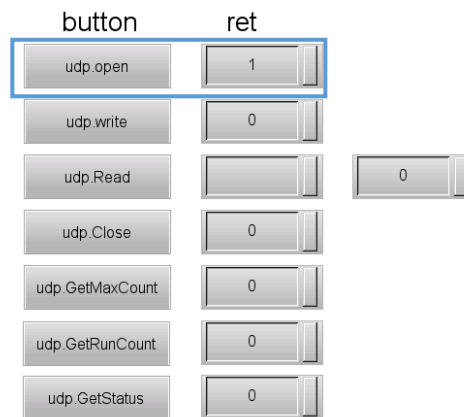 button ret
udp.open 1
udp.write 0
udp.Read 0
udp.Close 0
udp.GetMaxCount 0
udp.GetRunCount 0
udp.GetStatus 0